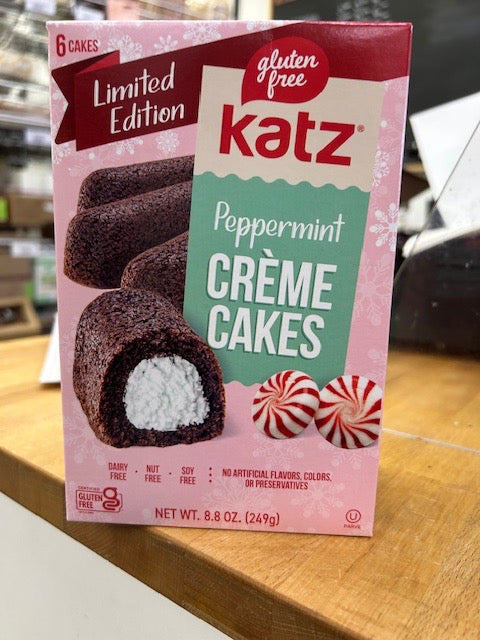 6 CAKES
Limited
Edition
gluten
free
katz®
Peppermint
CRÈME
CAKES
DAIRY
FREE
·
NUT
FREE
·
SOY
FREE
NO ARTIFICIAL FLAVORS, COLORS,
OR PRESERVATIVES
CERTIFIED
GLUTEN
FREE
NET WT. 8.8 OZ. (249g)
U
PARVE